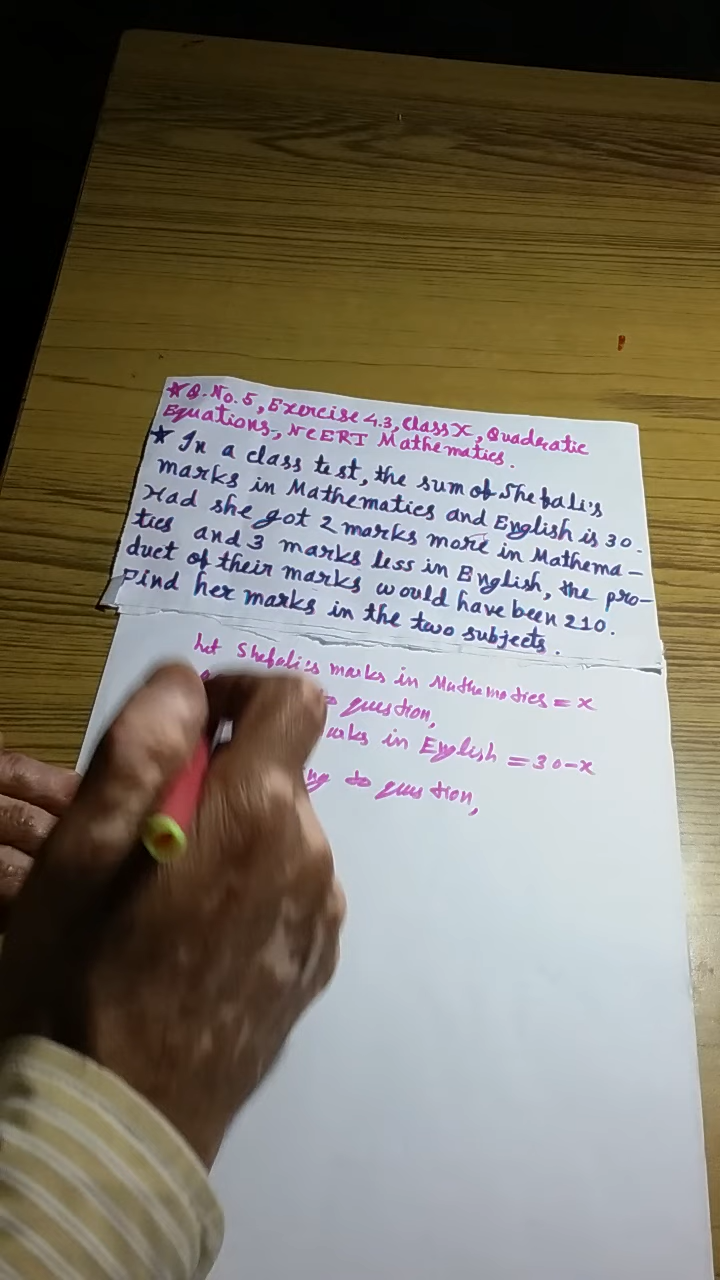 ★ Q. No. 5, Exercise 4.3, Class X, Quadratic
Equations, NCERT Mathematics.
★ In a class test, the sum of Shefali's
marks in Mathematics and English is 30.
Had she got 2 marks more in Mathema-
tics and 3 marks less in English, the pro-
duct of their marks would have been 210.
Find her marks in the two subjects.
Let Shefali's marks in Mathematics = x
question,
marks in English = 30-x
to question,